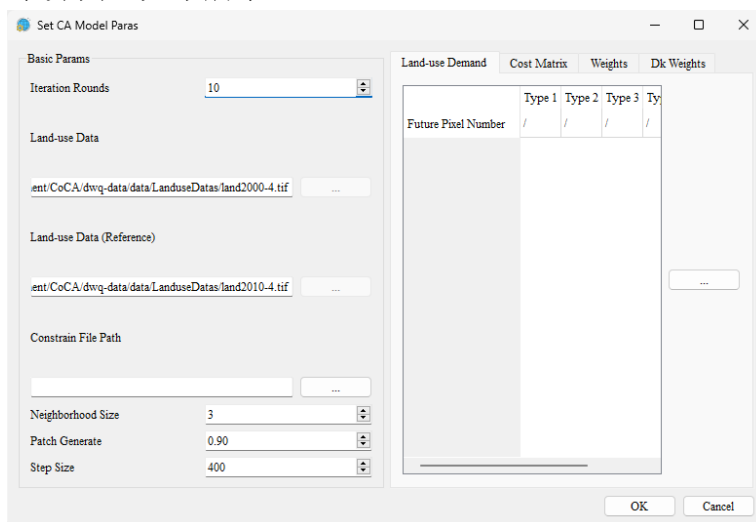 Set CA Model Paras
Basic Params
Iteration Rounds 10
Land-use Data
ent/CoCA/dwq-data/data/LanduseDatas/land2000-4.tif ...
Land-use Data (Reference)
ent/CoCA/dwq-data/data/LanduseDatas/land2010-4.tif ...
Constrain File Path
...
Neighborhood Size 3
Patch Generate 0.90
Step Size 400
Land-use Demand Cost Matrix Weights Dk Weights
Type 1 Type 2 Type 3 Ty
Future Pixel Number / / / /
...
OK Cancel